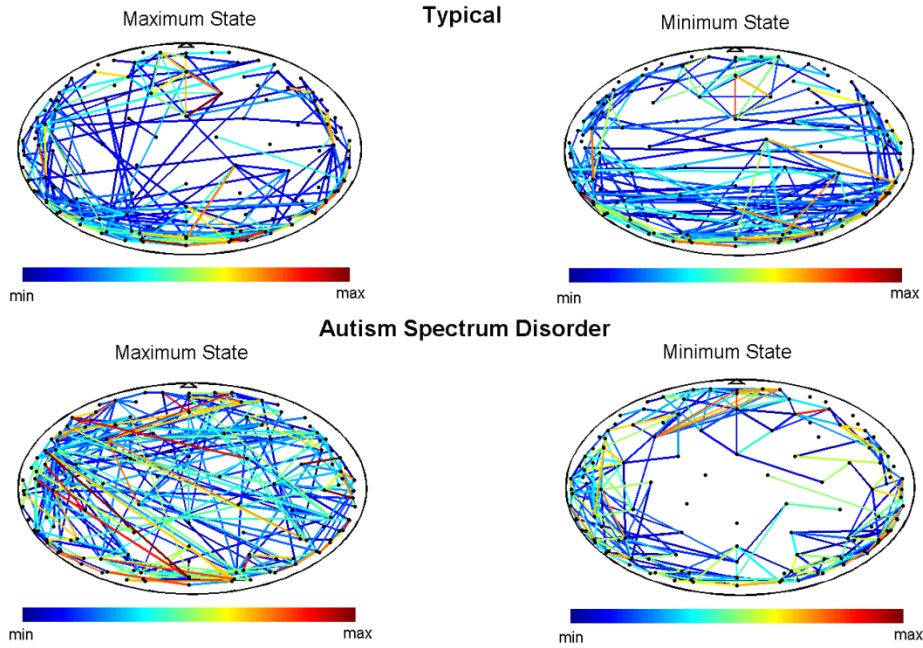 Typical
Maximum State
Minimum State
min
max
min
max
Autism Spectrum Disorder
Maximum State
Minimum State
min
max
min
max